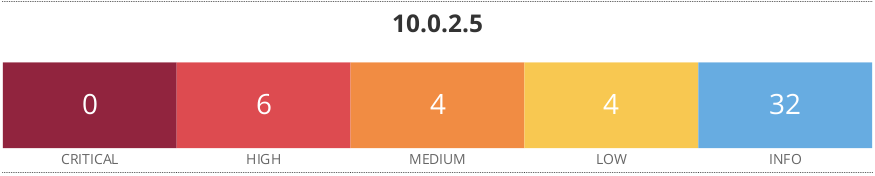 10.0.2.5
0 6 4 4 32
CRITICAL HIGH MEDIUM LOW INFO